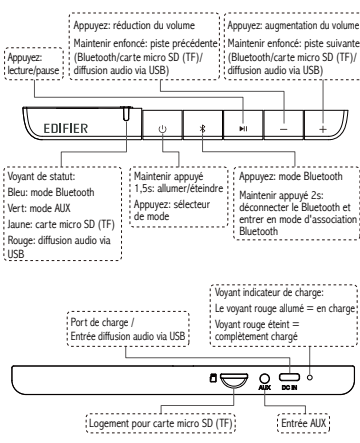 Appuyez: réduction du volume
Maintenir enfoncé: piste précédente
(Bluetooth/carte micro SD (TF)/
diffusion audio via USB)
Appuyez: augmentation du volume
Maintenir enfoncé: piste suivante
(Bluetooth/carte micro SD (TF)/
diffusion audio via USB)
Appuyez:
lecture/pause
EDIFIER
Voyant de statut:
Bleu: mode Bluetooth
Vert: mode AUX
Jaune: carte micro SD (TF)
Rouge: diffusion audio via
USB
Maintenir appuyé
1,5s: allumer/éteindre
Appuyez: sélecteur
de mode
Appuyez: mode Bluetooth
Maintenir appuyé 2s:
déconnecter le Bluetooth et
entrer en mode d'association
Bluetooth
Voyant indicateur de charge:
Le voyant rouge allumé = en charge
Voyant rouge éteint =
complètement chargé
Port de charge /
Entrée diffusion audio via USB
AUX
DC IN
Logement pour carte micro SD (TF)
Entrée AUX